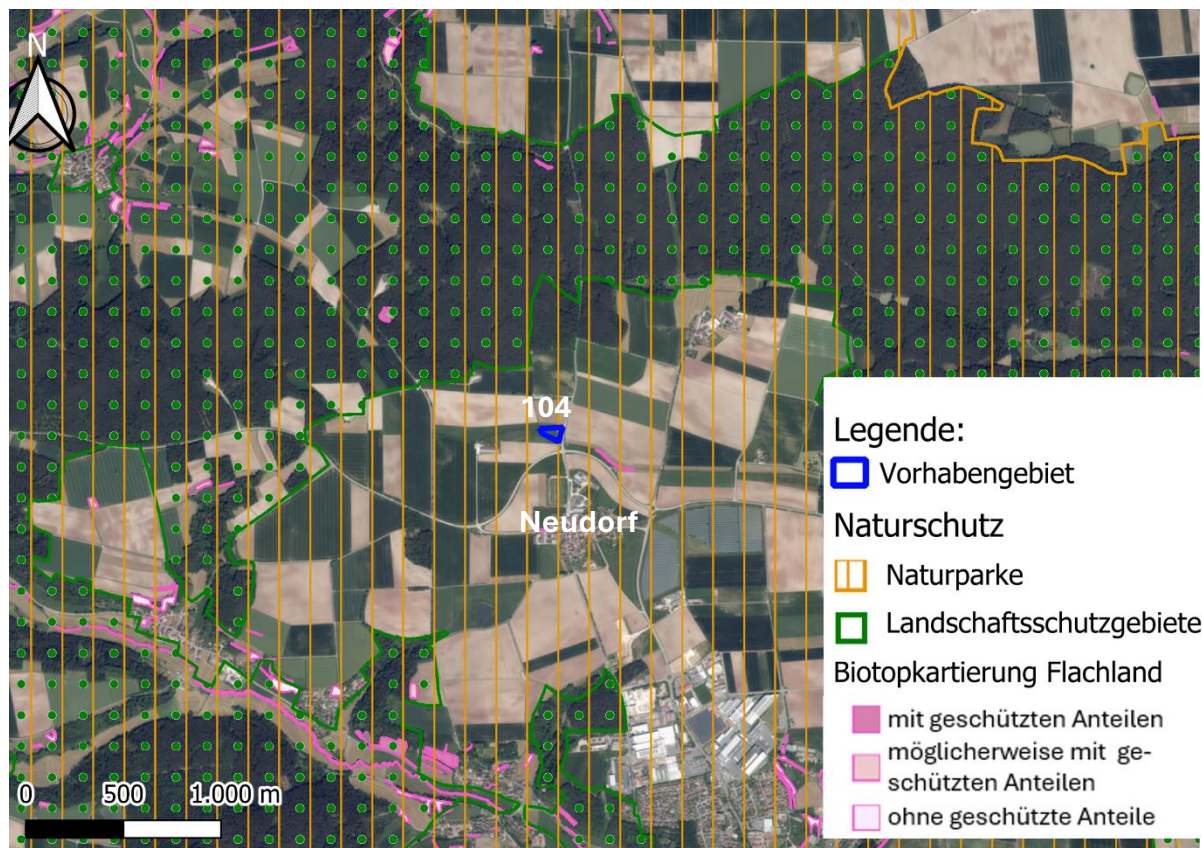 N
104
Neudorf
0 500 1.000 m
Legende:
Vorhabengebiet
Naturschutz
Naturparke
Landschaftsschutzgebiete
Biotopkartierung Flachland
mit geschützten Anteilen
möglicherweise mit ge-
schützten Anteilen
ohne geschützte Anteile